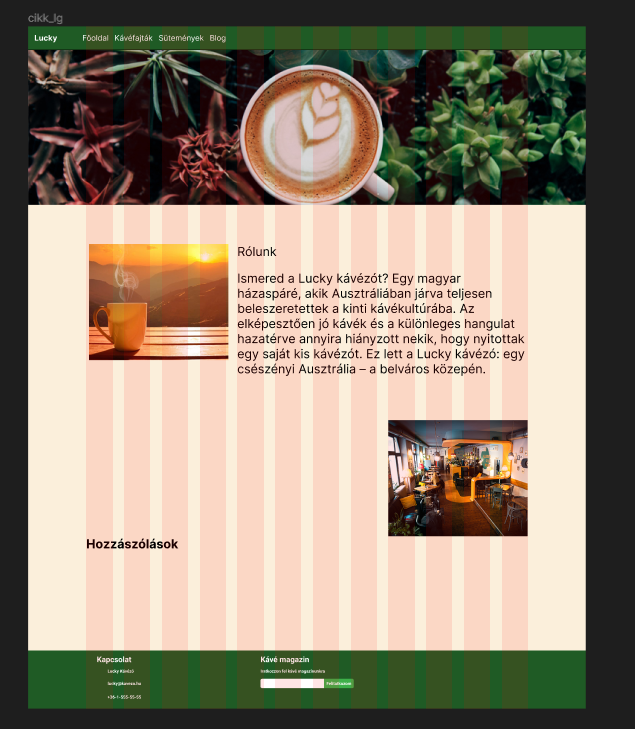 cikk_lg
Lucky Főoldal Kávéfajták Sütemények Blog
Rólunk
Ismered a Lucky kávézót? Egy magyar
házaspáré, akik Ausztráliában járva teljesen
beleszeretettek a kinti kávékultúrába. Az
elképesztően jó kávék és a különleges hangulat
hazatérve annyira hiányzott nekik, hogy nyitottak
egy saját kis kávézót. Ez lett a Lucky kávézó: egy
csészényi Ausztrália – a belváros közepén.
Hozzászólások
Kapcsolat
Lucky Kávézó
lucky@kavezo.hu
+36-1-555-55-55
Kávé magazin
Iratkozzon fel kávé magazinunkra
Feliratkozom